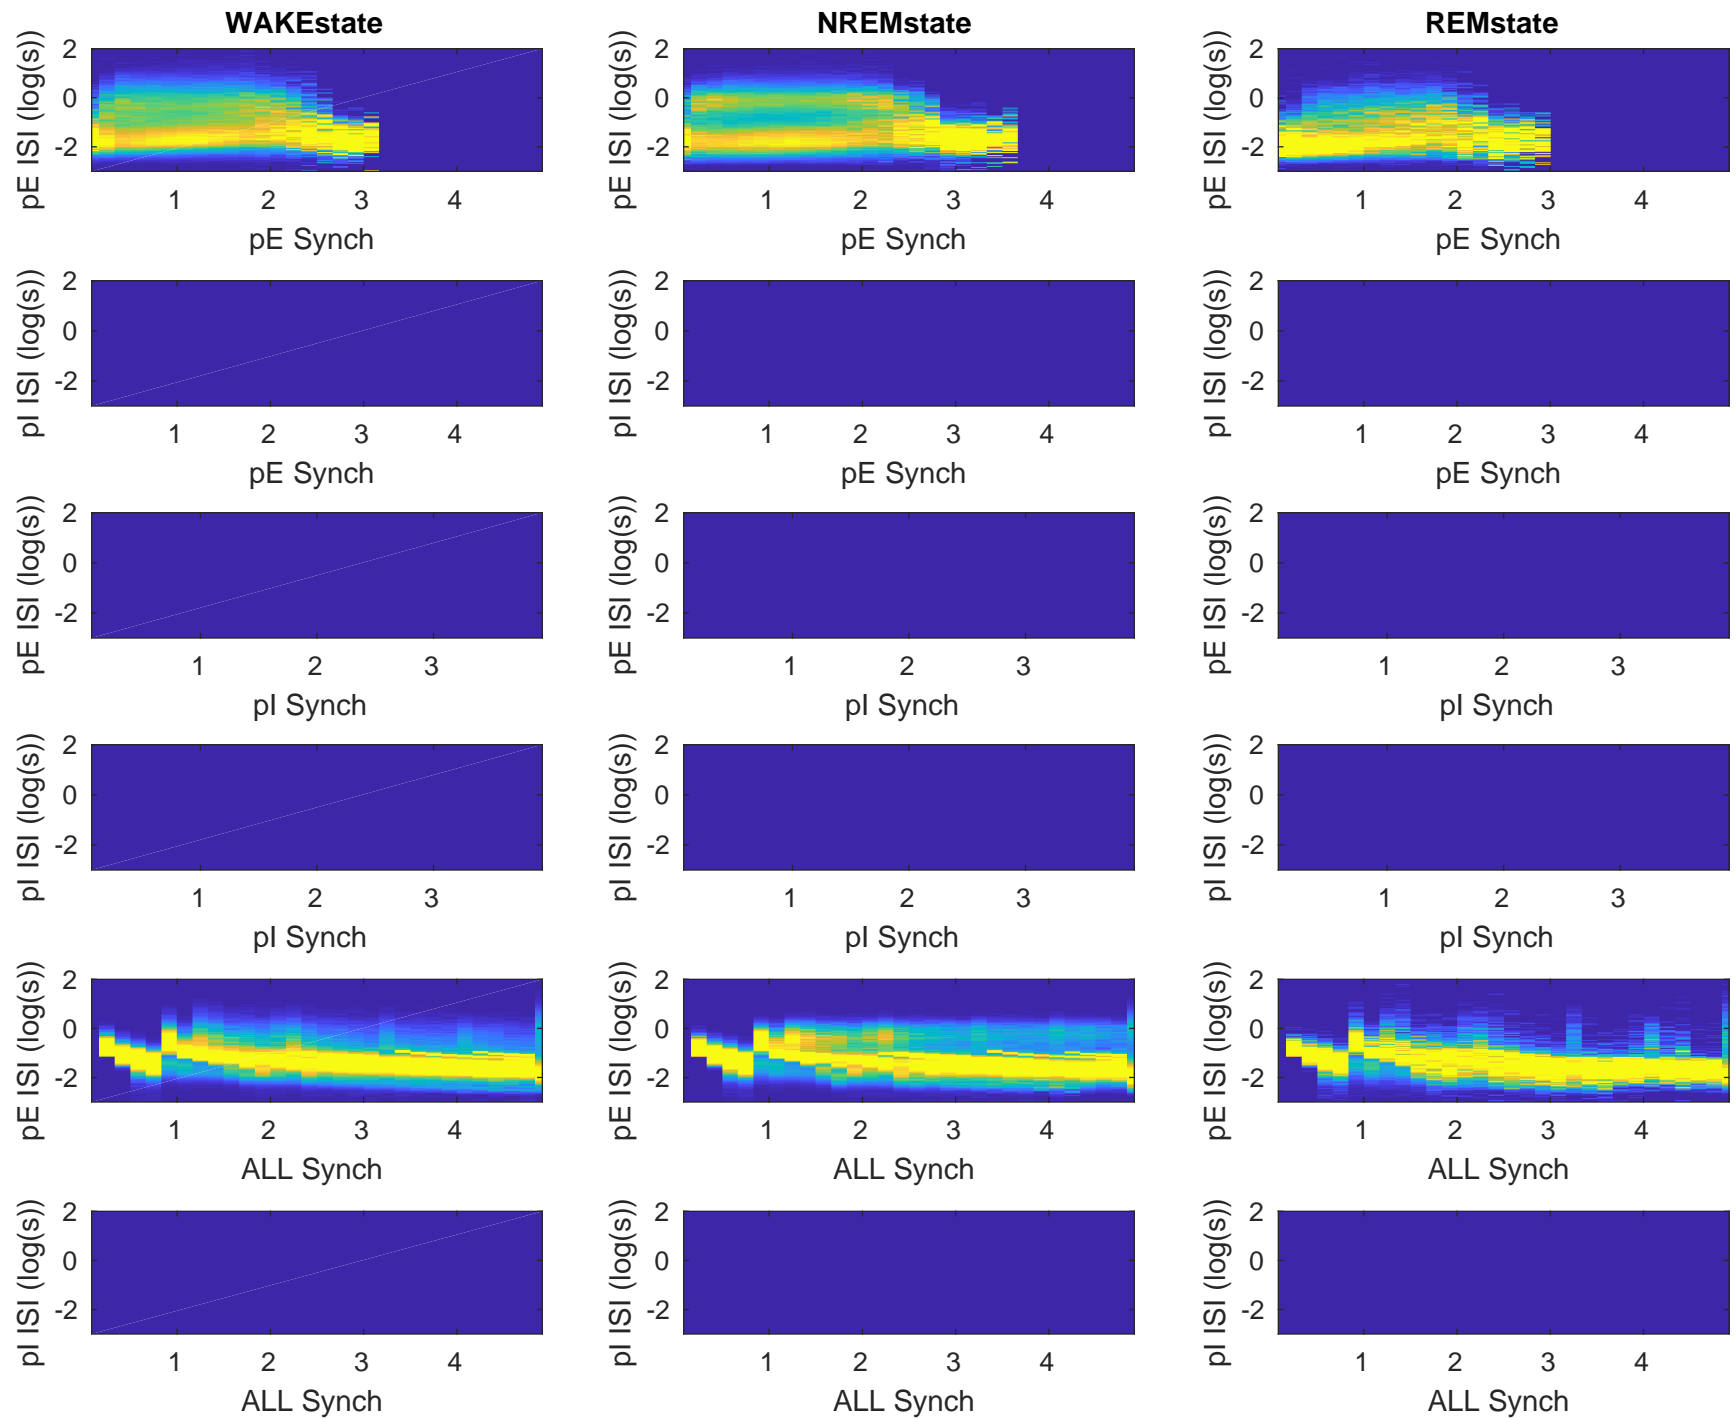 WAKEstate NREMstate REMstate
pE ISI (log(s)) 2 0 -2 pE ISI (log(s)) 2 0 -2 pE ISI (log(s)) 2 0 -2
1 2 3 4 1 2 3 4 1 2 3 4
pE Synch pE Synch pE Synch
pI ISI (log(s)) 2 0 -2 pI ISI (log(s)) 2 0 -2 pI ISI (log(s)) 2 0 -2
1 2 3 4 1 2 3 4 1 2 3 4
pE Synch pE Synch pE Synch
pE ISI (log(s)) 2 0 -2 pE ISI (log(s)) 2 0 -2 pE ISI (log(s)) 2 0 -2
1 2 3 1 2 3 1 2 3
pI Synch pI Synch pI Synch
pI ISI (log(s)) 2 0 -2 pI ISI (log(s)) 2 0 -2 pI ISI (log(s)) 2 0 -2
1 2 3 1 2 3 1 2 3
pI Synch pI Synch pI Synch
pE ISI (log(s)) 2 0 -2 pE ISI (log(s)) 2 0 -2 pE ISI (log(s)) 2 0 -2
1 2 3 4 1 2 3 4 1 2 3 4
ALL Synch ALL Synch ALL Synch
pI ISI (log(s)) 2 0 -2 pI ISI (log(s)) 2 0 -2 pI ISI (log(s)) 2 0 -2
1 2 3 4 1 2 3 4 1 2 3 4
ALL Synch ALL Synch ALL Synch